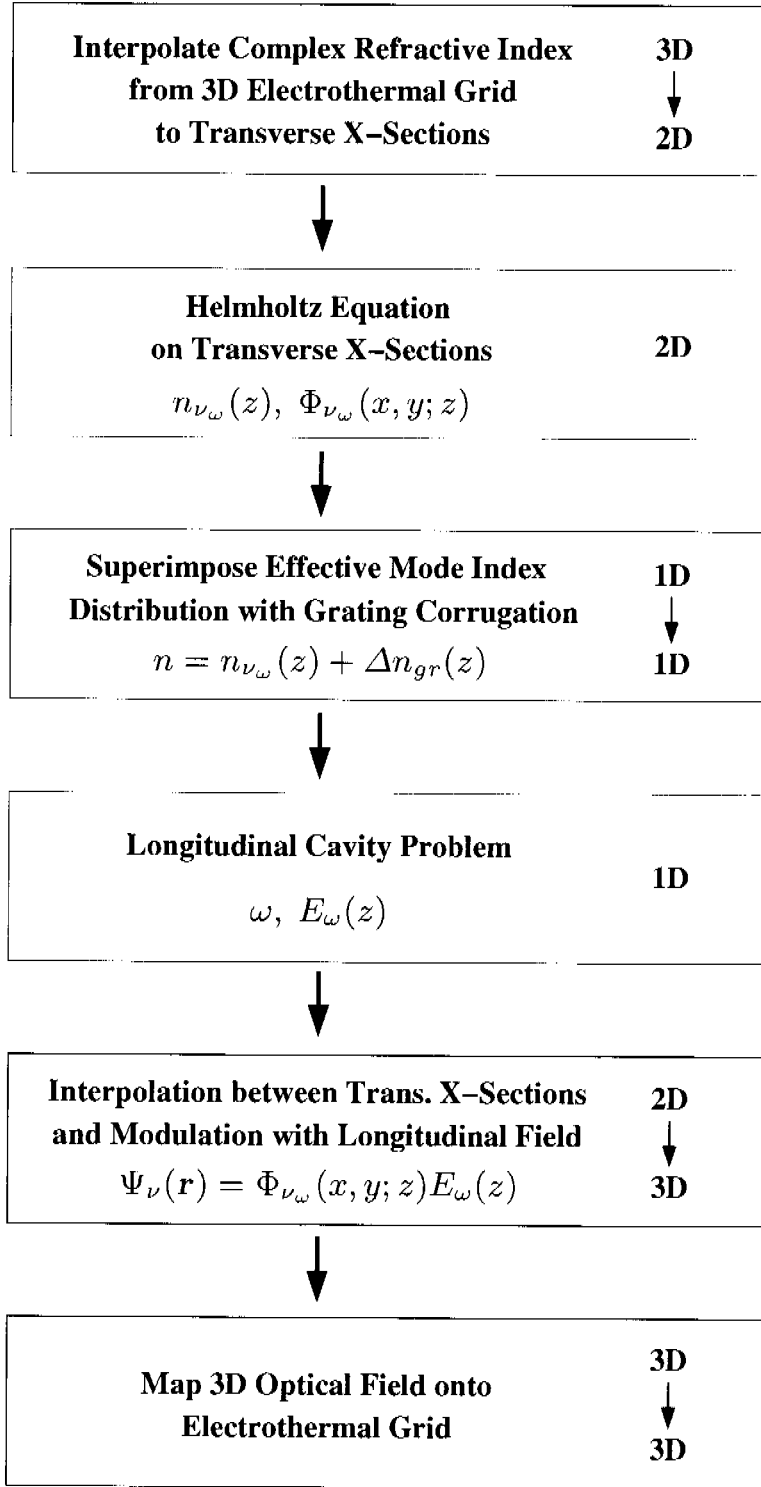 Interpolate Complex Refractive Index 3D
from 3D Electrothermal Grid ↓
to Transverse X–Sections 2D
Helmholtz Equation
on Transverse X–Sections 2D
n_{ν_ω}(z), Φ_{ν_ω}(x, y; z)
Superimpose Effective Mode Index 1D
Distribution with Grating Corrugation ↓
n = n_{ν_ω}(z) + Δn_{gr}(z) 1D
Longitudinal Cavity Problem
1D
ω, E_ω(z)
Interpolation between Trans. X–Sections 2D
and Modulation with Longitudinal Field ↓
Ψ_ν(r) = Φ_{ν_ω}(x, y; z)E_ω(z) 3D
3D
Map 3D Optical Field onto ↓
Electrothermal Grid
3D